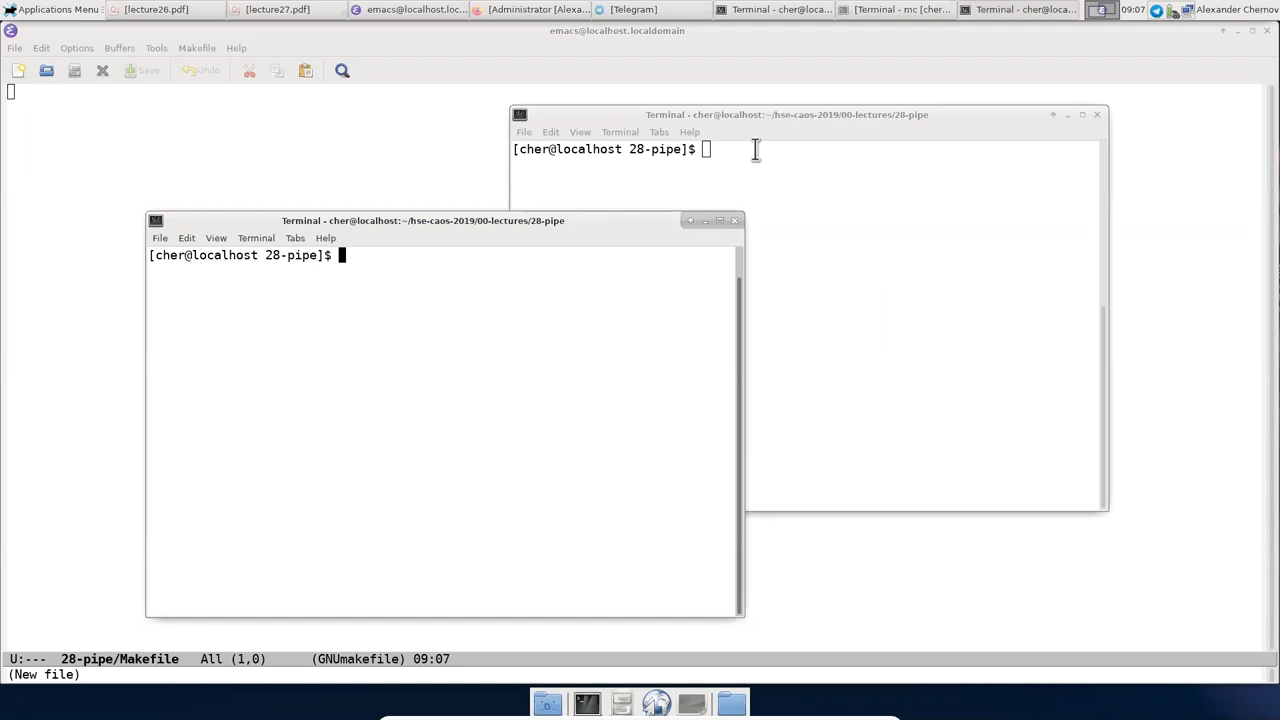 Applications Menu [lecture26.pdf] [lecture27.pdf] emacs@localhost.loc... [Administrator [Alexa... [Telegram] Terminal - cher@loca... [Terminal - mc [cher... Terminal - cher@loca... 09:07 Alexander Chernov
emacs@localhost.localdomain
File Edit Options Buffers Tools Makefile Help
Save Undo
Terminal - cher@localhost:~/hse-caos-2019/00-lectures/28-pipe
File Edit View Terminal Tabs Help
[cher@localhost 28-pipe]$
Terminal - cher@localhost:~/hse-caos-2019/00-lectures/28-pipe
File Edit View Terminal Tabs Help
[cher@localhost 28-pipe]$
U:--- 28-pipe/Makefile All (1,0) (GNUmakefile) 09:07
(New file)